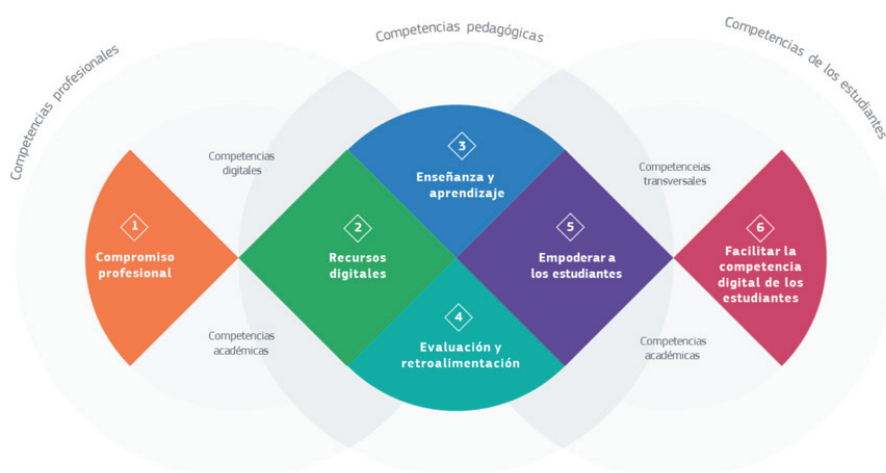 Competencias profesionales
Competencias pedagógicas
Competencias de los estudiantes
Competencias
digitales
Competenceias
transversales
1
Compromiso
profesional
2
Recursos
digitales
3
Enseñanza y
aprendizaje
4
Evaluación y
retroalimentación
5
Empoderar a
los estudiantes
6
Facilitar la
competencia
digital de los
estudiantes
Competencias
académicas
Competencias
académicas